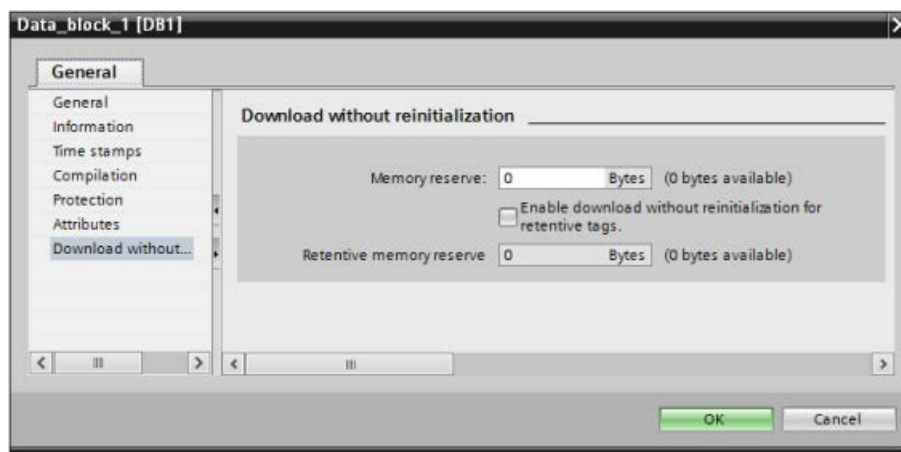 Data_block_1 [DB1]
General
General
Information
Time stamps
Compilation
Protection
Attributes
Download without...
Download without reinitialization
Memory reserve: 0 Bytes (0 bytes available)
Enable download without reinitialization for
retentive tags.
Retentive memory reserve 0 Bytes (0 bytes available)
OK Cancel